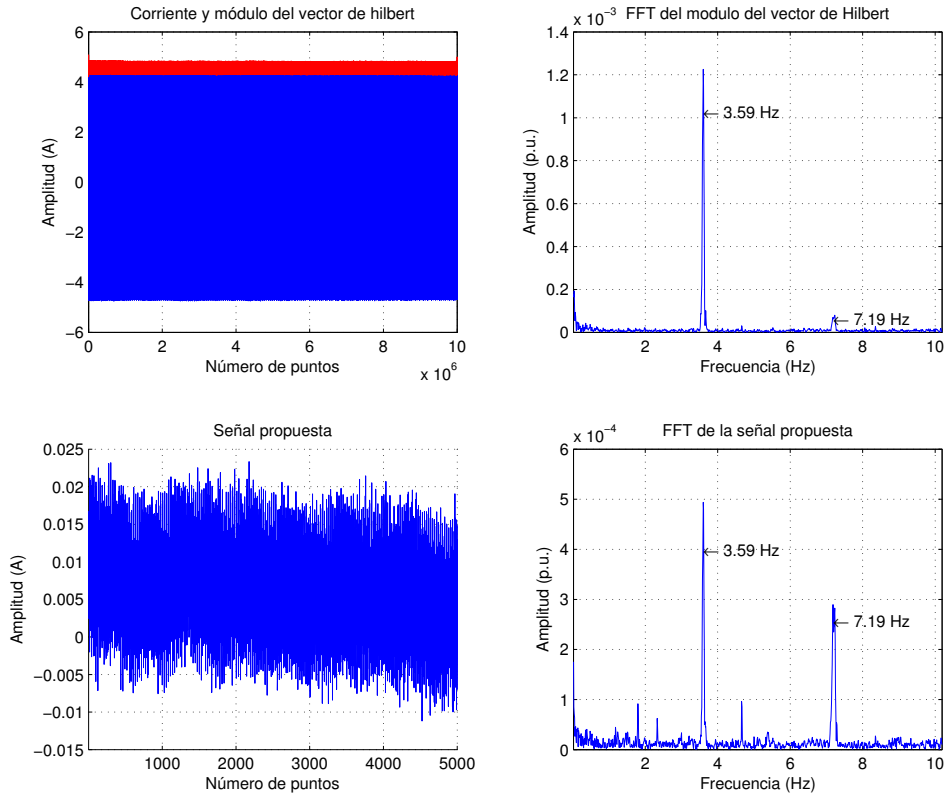 Corriente y módulo del vector de hilbert
6
4
2
0
−2
−4
−6
Amplitud (A)
0
2
4
6
8
10
Número de puntos
x 10⁶
x 10⁻³
FFT del modulo del vector de Hilbert
1.4
1.2
1
0.8
0.6
0.4
0.2
0
Amplitud (p.u.)
← 3.59 Hz
← 7.19 Hz
2
4
6
8
10
Frecuencia (Hz)
Señal propuesta
0.025
0.02
0.015
0.01
0.005
0
−0.005
−0.01
−0.015
Amplitud (A)
1000
2000
3000
4000
5000
Número de puntos
x 10⁻⁴
FFT de la señal propuesta
6
5
4
3
2
1
0
Amplitud (p.u.)
← 3.59 Hz
← 7.19 Hz
2
4
6
8
10
Frecuencia (Hz)